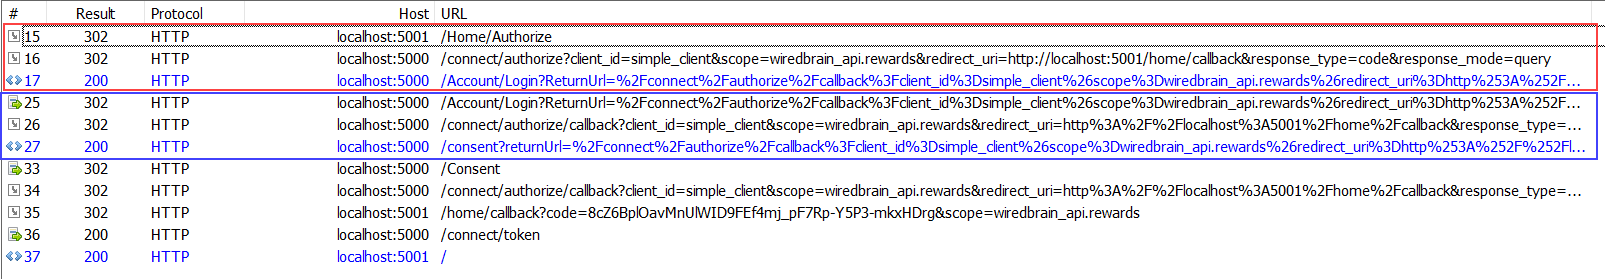 # Result Protocol Host URL
15 302 HTTP localhost:5001 /Home/Authorize
16 302 HTTP localhost:5000 /connect/authorize?client_id=simple_client&scope=wiredbrain_api.rewards&redirect_uri=http://localhost:5001/home/callback&response_type=code&response_mode=query
17 200 HTTP localhost:5000 /Account/Login?ReturnUrl=%2Fconnect%2Fauthorize%2Fcallback%3Fclient_id%3Dsimple_client%26scope%3Dwiredbrain_api.rewards%26redirect_uri%3Dhttp%253A%252F...
25 302 HTTP localhost:5000 /Account/Login?ReturnUrl=%2Fconnect%2Fauthorize%2Fcallback%3Fclient_id%3Dsimple_client%26scope%3Dwiredbrain_api.rewards%26redirect_uri%3Dhttp%253A%252F...
26 302 HTTP localhost:5000 /connect/authorize/callback?client_id=simple_client&scope=wiredbrain_api.rewards&redirect_uri=http%3A%2F%2Flocalhost%3A5001%2Fhome%2Fcallback&response_type=...
27 200 HTTP localhost:5000 /consent?returnUrl=%2Fconnect%2Fauthorize%2Fcallback%3Fclient_id%3Dsimple_client%26scope%3Dwiredbrain_api.rewards%26redirect_uri%3Dhttp%253A%252F%252Fl...
33 302 HTTP localhost:5000 /Consent
34 302 HTTP localhost:5000 /connect/authorize/callback?client_id=simple_client&scope=wiredbrain_api.rewards&redirect_uri=http%3A%2F%2Flocalhost%3A5001%2Fhome%2Fcallback&response_type=...
35 302 HTTP localhost:5001 /home/callback?code=8cZ6BplOavMnUlWID9FEf4mj_pF7Rp-Y5P3-mkxHDrg&scope=wiredbrain_api.rewards
36 200 HTTP localhost:5000 /connect/token
37 200 HTTP localhost:5001 /